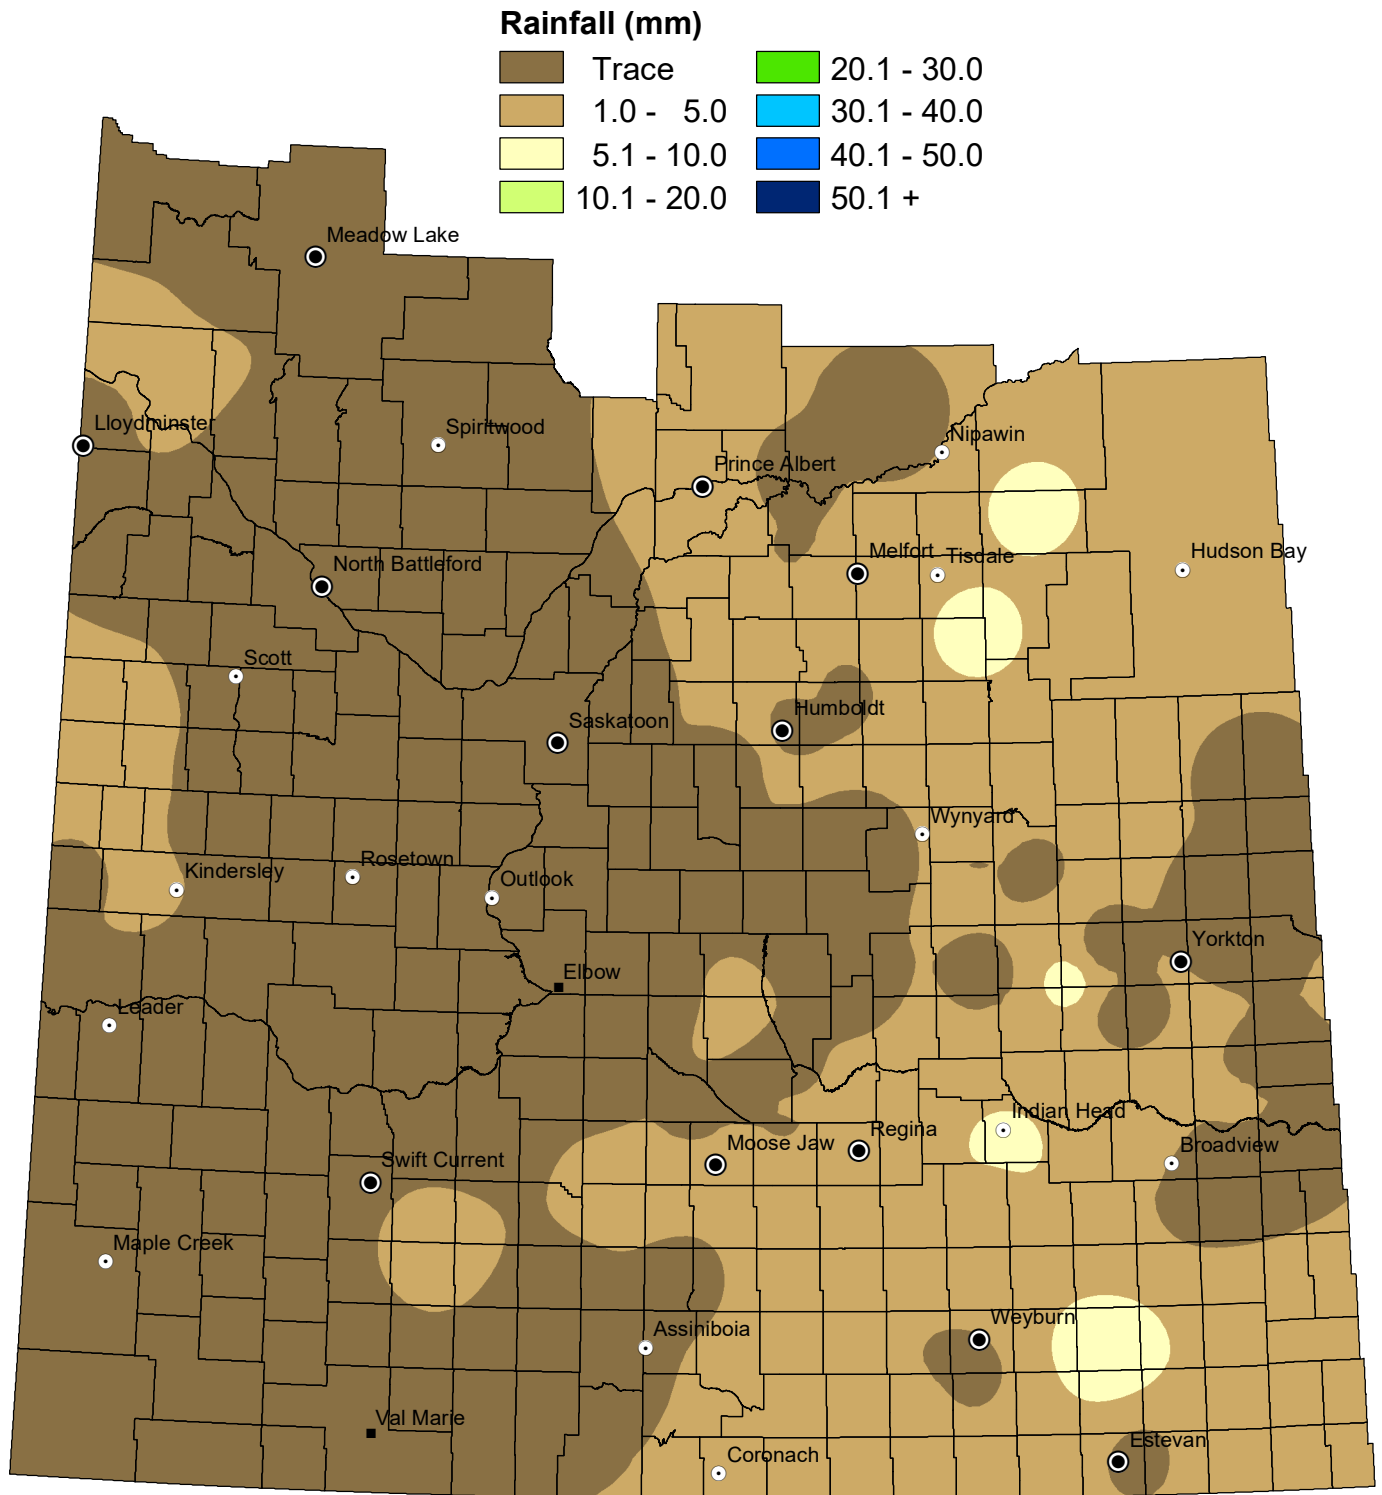 Rainfall (mm)
Trace 20.1 - 30.0
1.0 - 5.0 30.1 - 40.0
5.1 - 10.0 40.1 - 50.0
10.1 - 20.0 50.1 +
Meadow Lake
Lloydminster
Spiritwood
Nipawin
Prince Albert
Melfort
Tisdale
Hudson Bay
North Battleford
Scott
Saskatoon
Humboldt
Wynyard
Kindersley
Rosetown
Outlook
Yorkton
Elbow
Leader
Indian Head
Moose Jaw
Regina
Broadview
Swift Current
Maple Creek
Assiniboia
Weyburn
Val Marie
Coronach
Estevan